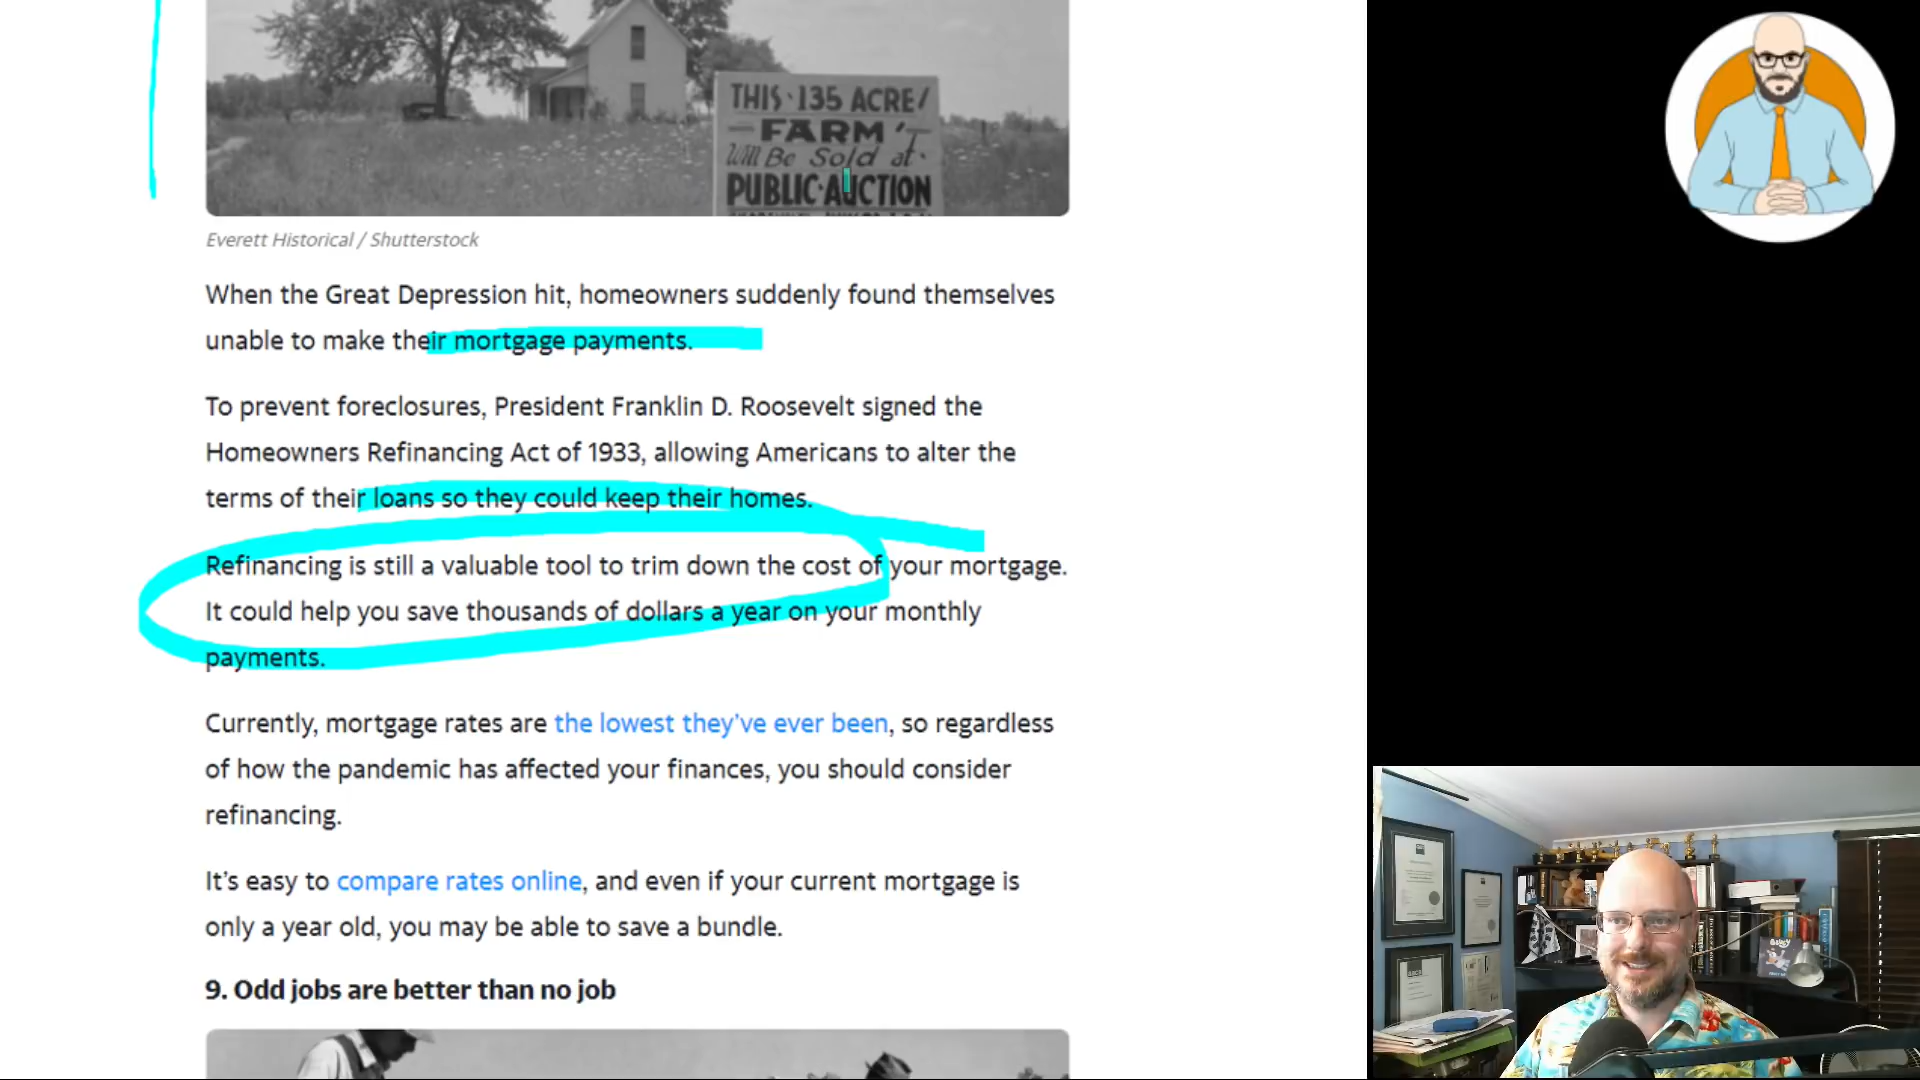 THIS·135 ACRE/
FARM
Will Be Sold at
PUBLIC·AUCTION
Everett Historical / Shutterstock
When the Great Depression hit, homeowners suddenly found themselves
unable to make their mortgage payments.
To prevent foreclosures, President Franklin D. Roosevelt signed the
Homeowners Refinancing Act of 1933, allowing Americans to alter the
terms of their loans so they could keep their homes.
Refinancing is still a valuable tool to trim down the cost of your mortgage.
It could help you save thousands of dollars a year on your monthly
payments.
Currently, mortgage rates are the lowest they’ve ever been, so regardless
of how the pandemic has affected your finances, you should consider
refinancing.
It’s easy to compare rates online, and even if your current mortgage is
only a year old, you may be able to save a bundle.
9. Odd jobs are better than no job